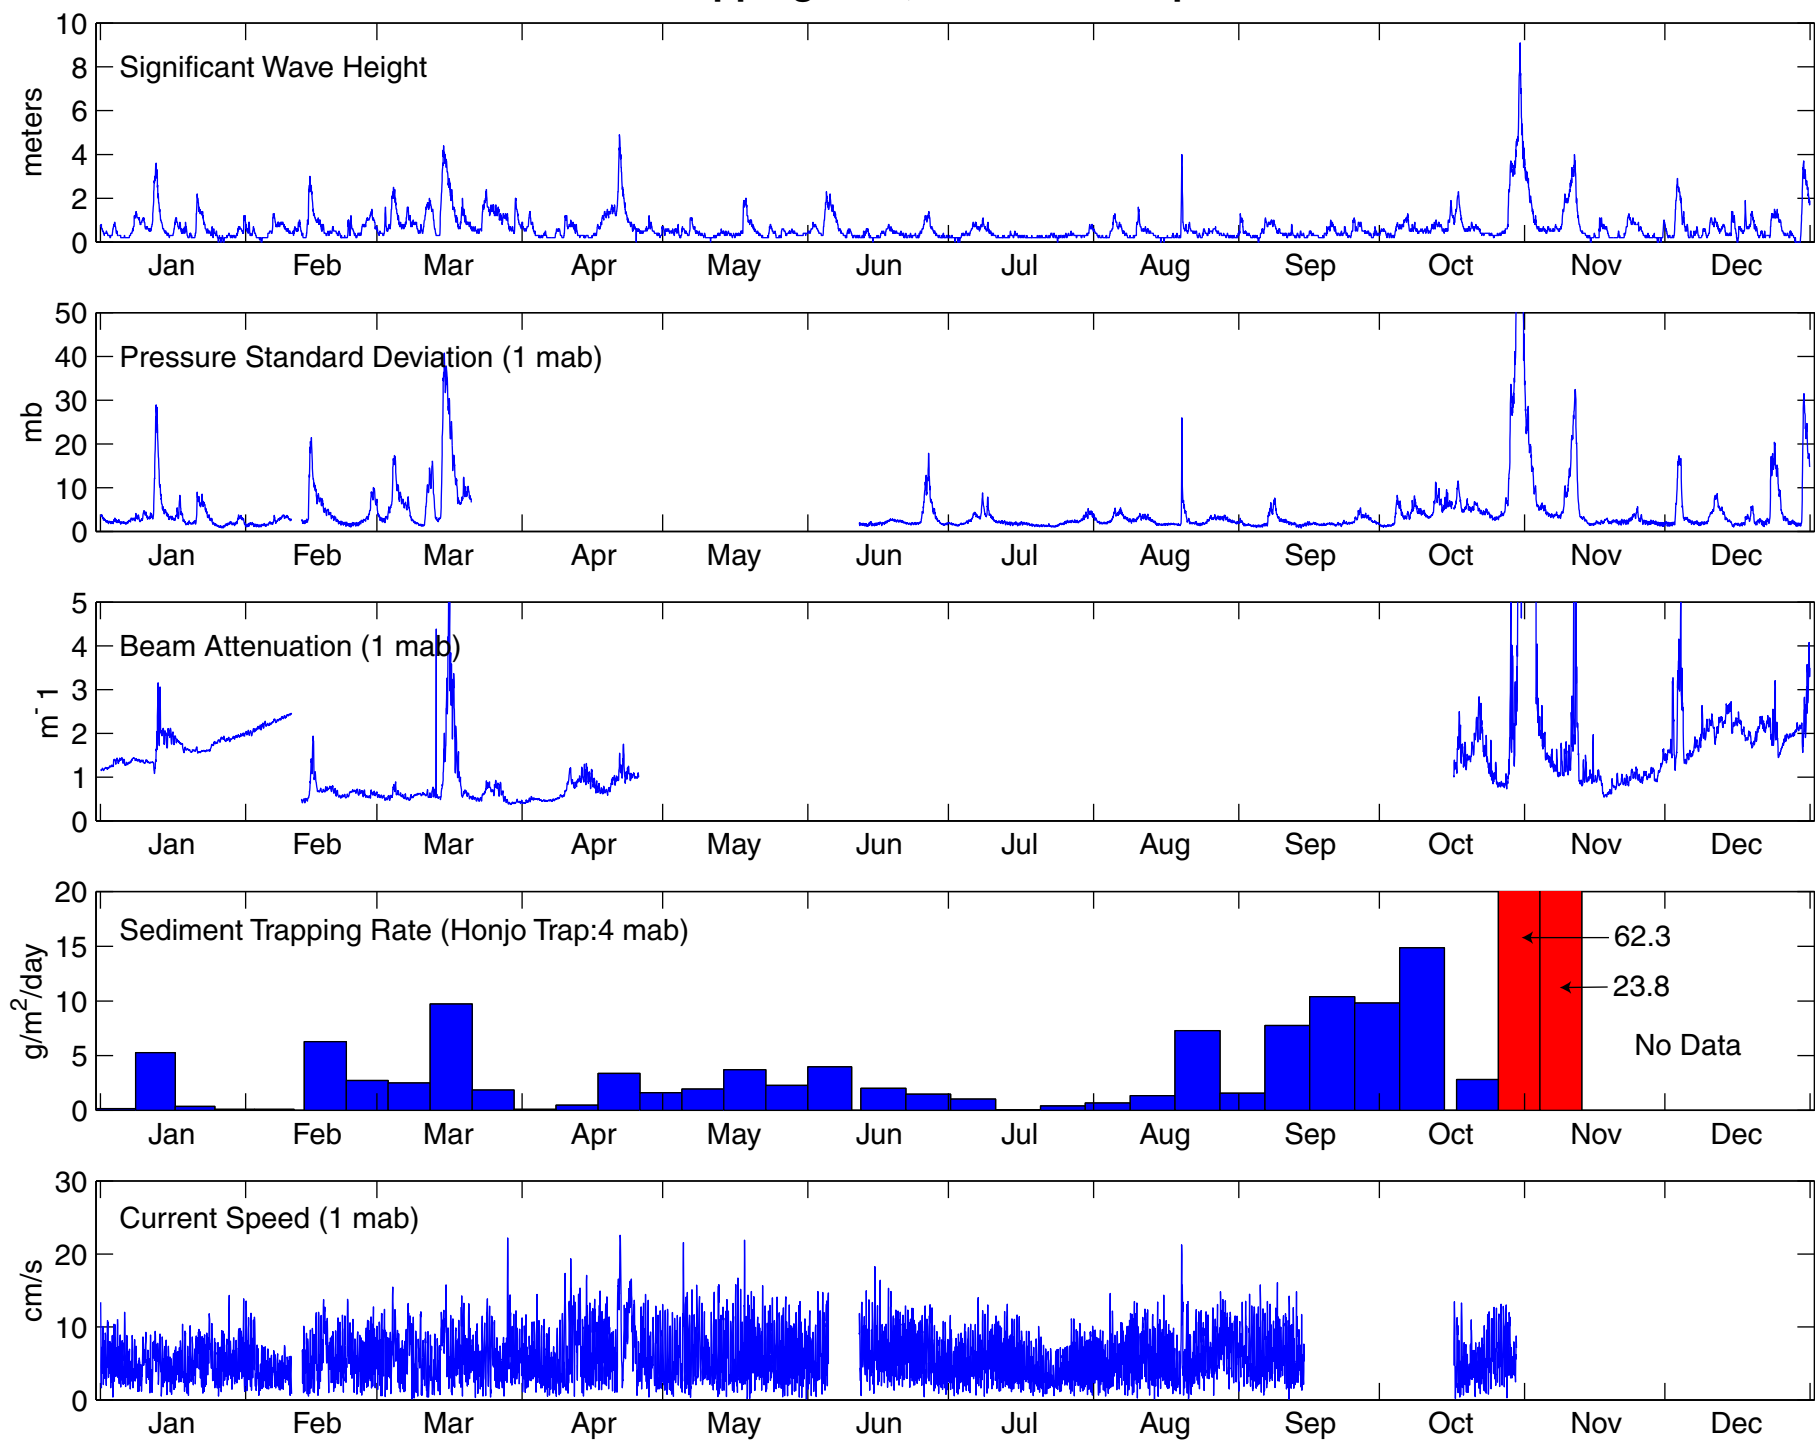 10
Significant Wave Height
8
6
4
2
0
meters
Jan Feb Mar Apr May Jun Jul Aug Sep Oct Nov Dec
50
Pressure Standard Deviation (1 mab)
40
30
20
10
0
mb
Jan Feb Mar Apr May Jun Jul Aug Sep Oct Nov Dec
5
Beam Attenuation (1 mab)
4
3
2
1
0
m-1
Jan Feb Mar Apr May Jun Jul Aug Sep Oct Nov Dec
20
Sediment Trapping Rate (Honjo Trap:4 mab)
62.3
15
23.8
10
No Data
5
0
g/m²/day
Jan Feb Mar Apr May Jun Jul Aug Sep Oct Nov Dec
30
Current Speed (1 mab)
20
10
0
cm/s
Jan Feb Mar Apr May Jun Jul Aug Sep Oct Nov Dec